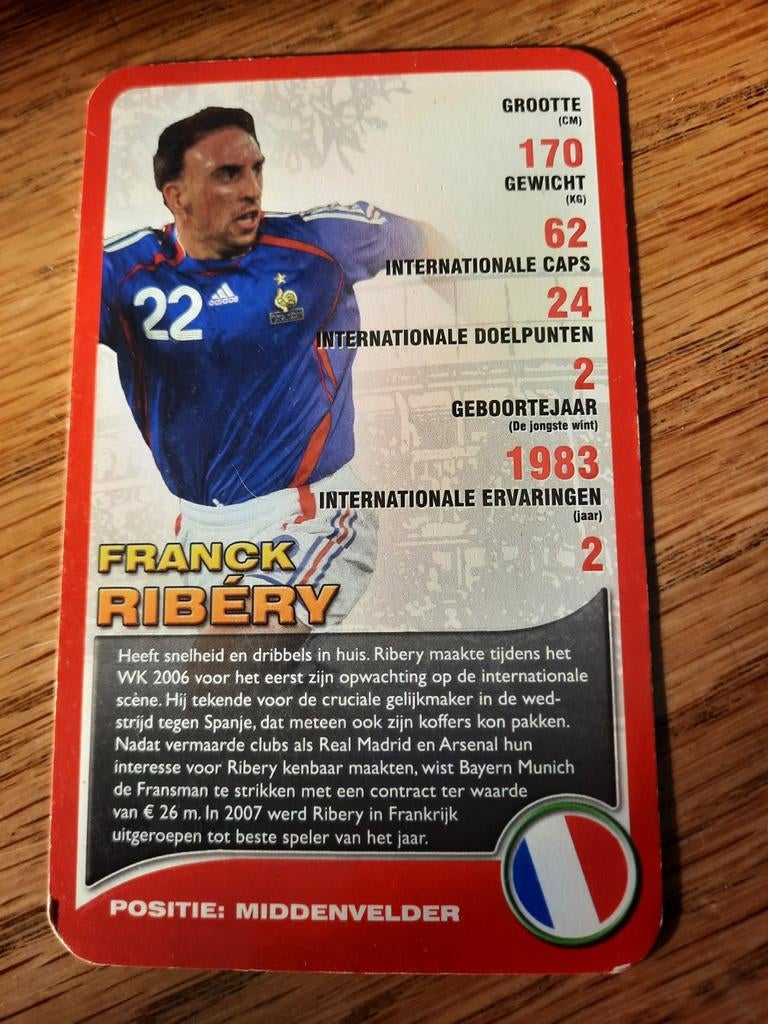 GROOTTE
(CM)
170
GEWICHT
(KG)
62
INTERNATIONALE CAPS
24
INTERNATIONALE DOELPUNTEN
2
GEBOORTEJAAR
(De jongste wint)
1983
INTERNATIONALE ERVARINGEN
(jaar)
2
22
adidas
FRANCK
RIBÉRY
Heeft snelheid en dribbels in huis. Ribery maakte tijdens het
WK 2006 voor het eerst zijn opwachting op de internationale
scène. Hij tekende voor de cruciale gelijkmaker in de wed-
strijd tegen Spanje, dat meteen ook zijn koffers kon pakken.
Nadat vermaarde clubs als Real Madrid en Arsenal hun
interesse voor Ribery kenbaar maakten, wist Bayern Munich
de Fransman te strikken met een contract ter waarde
van € 26 m. In 2007 werd Ribery in Frankrijk
uitgeroepen tot beste speler van het jaar.
POSITIE: MIDDENVELDER